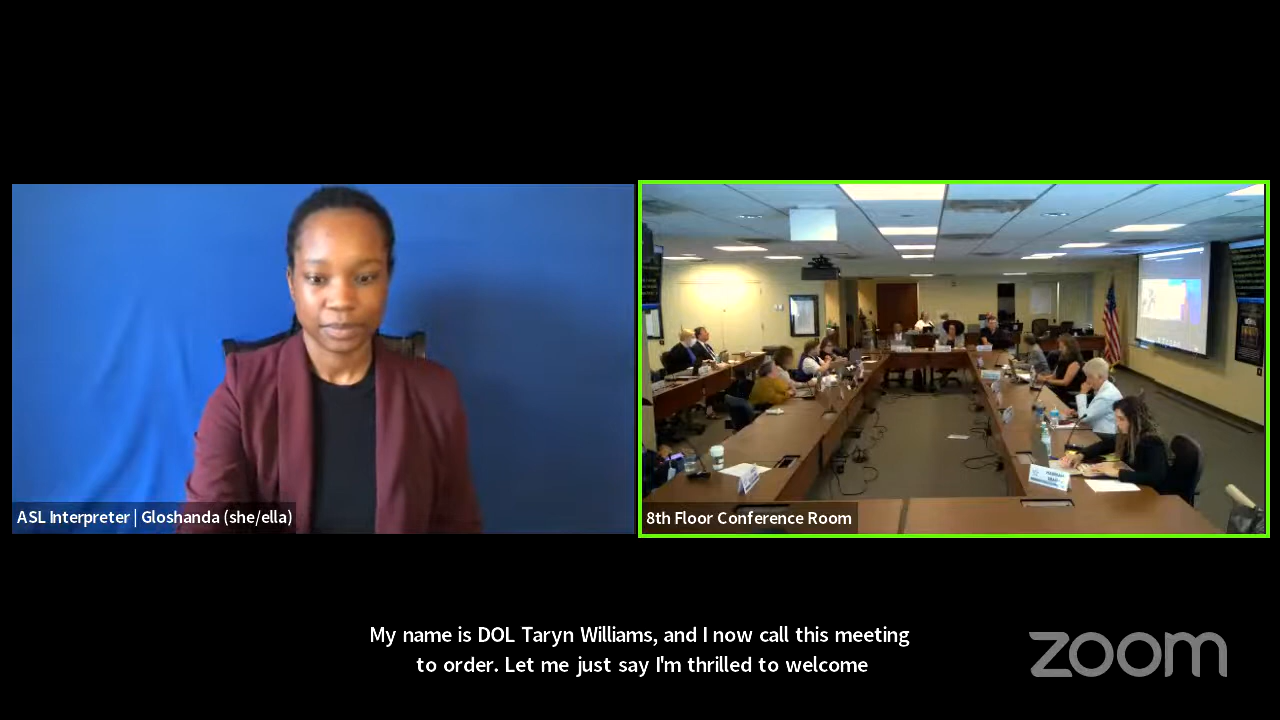 ASL Interpreter | Gloshanda (she/ella)
8th Floor Conference Room
My name is DOL Taryn Williams, and I now call this meeting
to order. Let me just say I'm thrilled to welcome
zoom